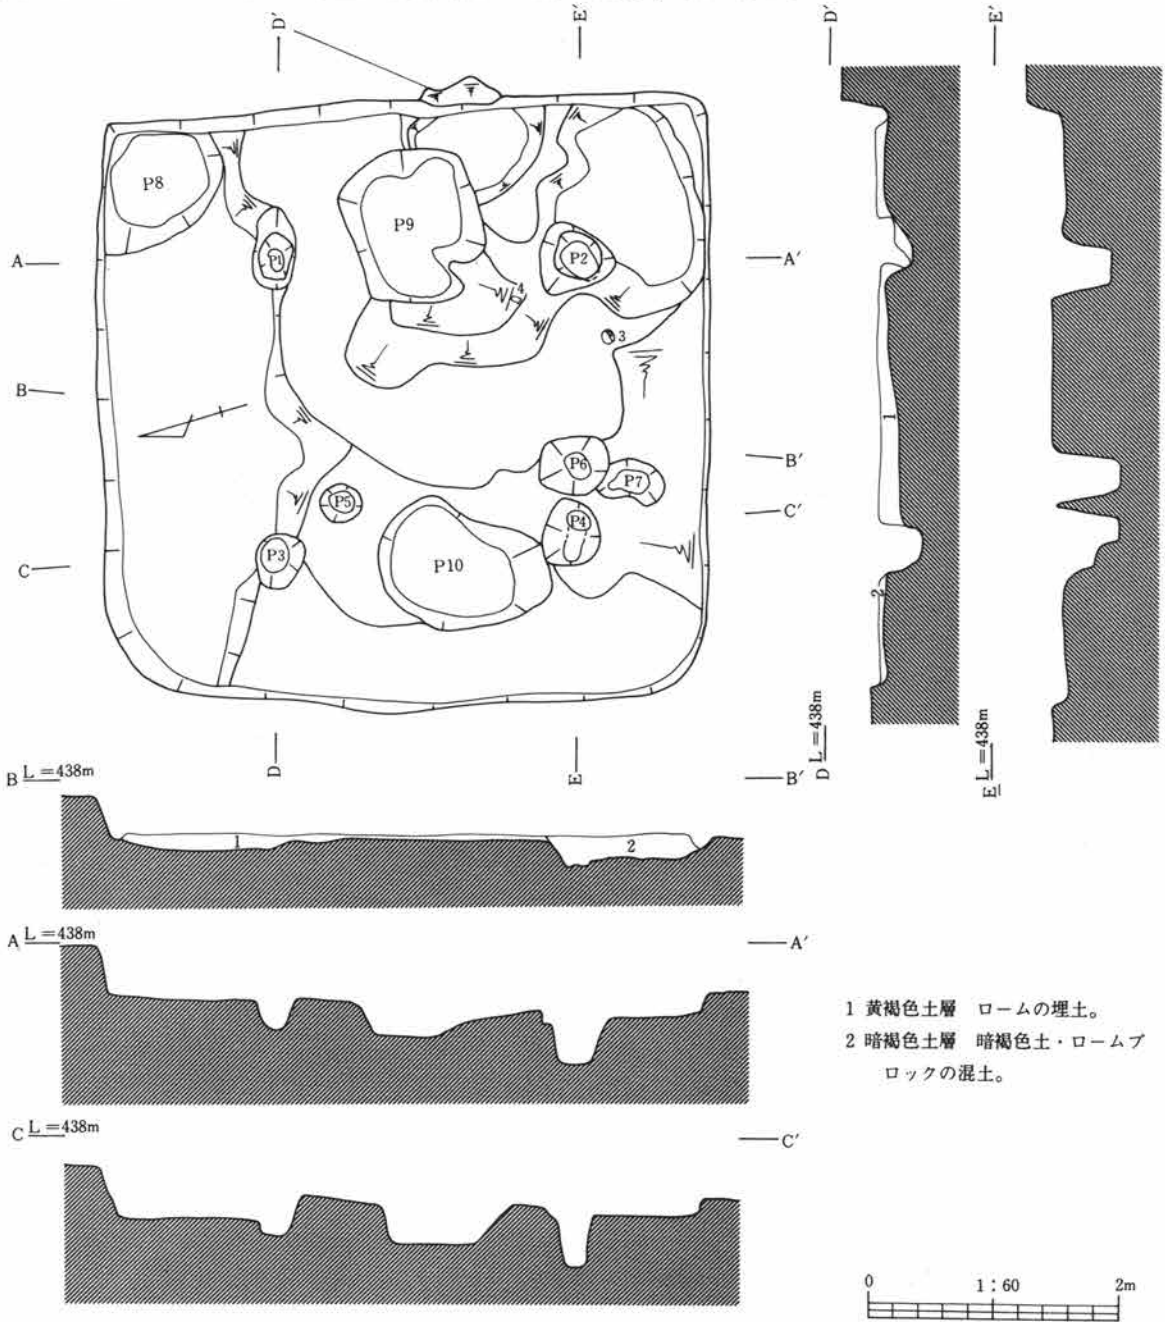 D′
E′
D′
E′
P8
P9
P1
P2
A
A′
4
3
B
1
B′
P6
P7
P5
C′
P4
P3
C
P10
2
D
E
D L＝438m
E L＝438m
B L＝438m
B′
1
2
A L＝438m
A′
1 黄褐色土層　ロームの埋土。
2 暗褐色土層　暗褐色土・ロームブ
ロックの混土。
C L＝438m
C′
0 1：60 2m